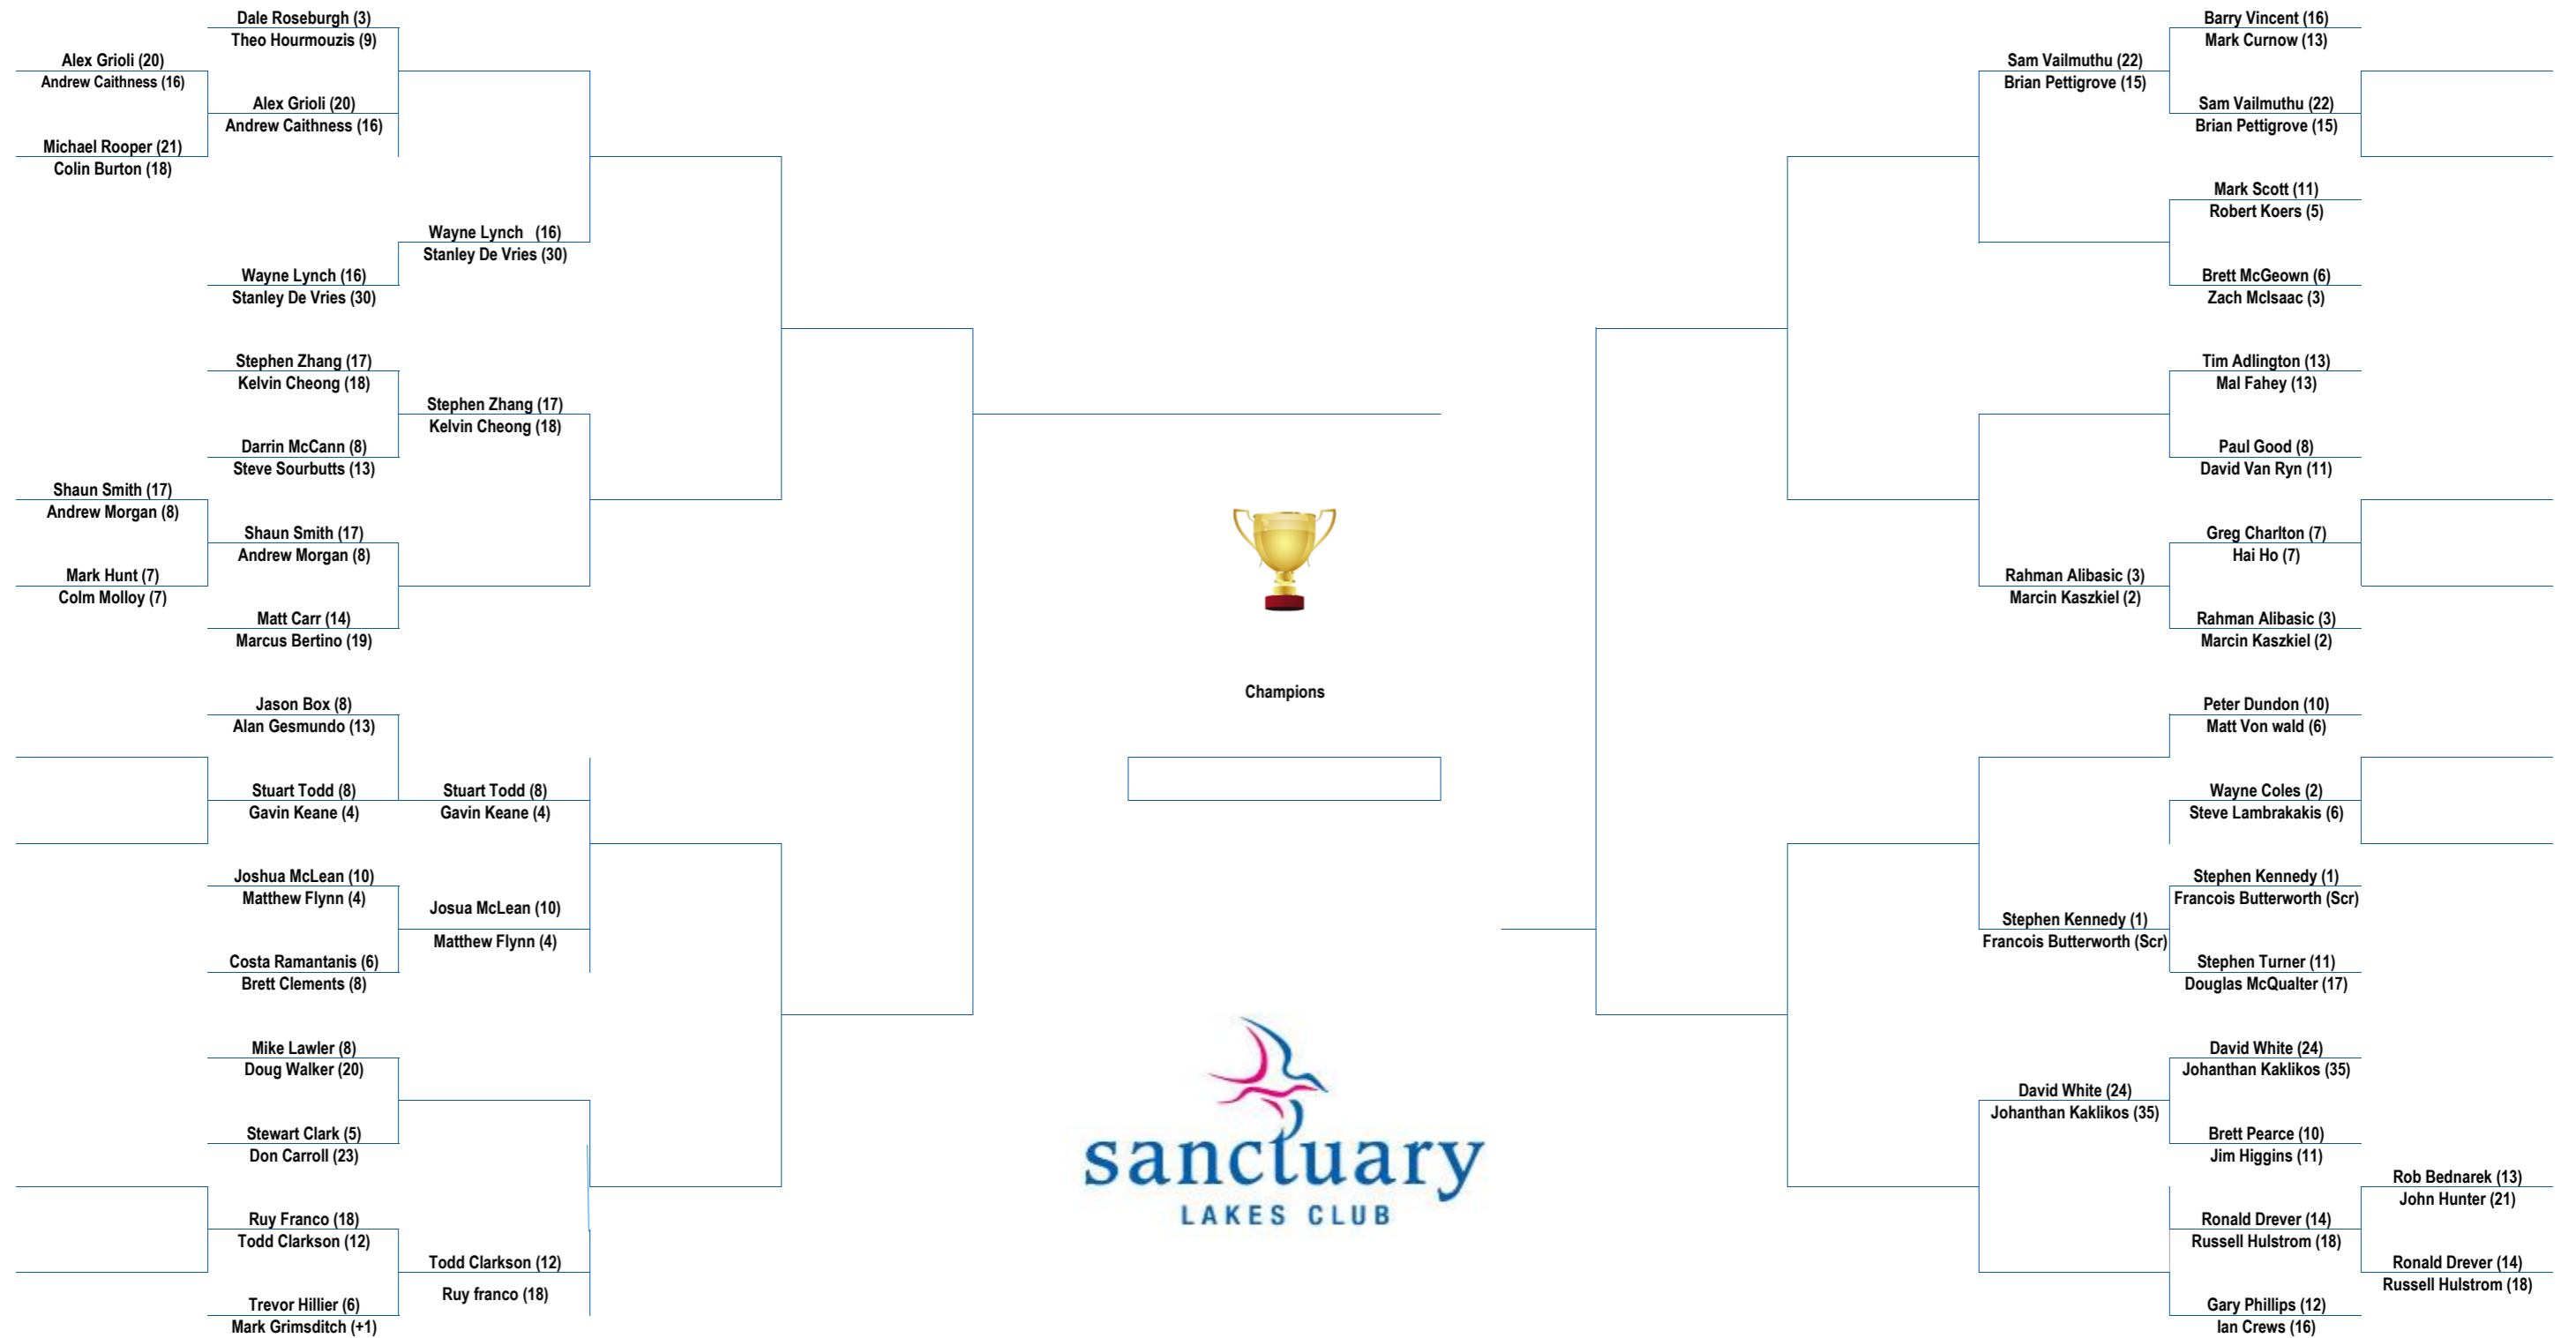 Dale Roseburgh (3)
Theo Hourmouzis (9)
Alex Grioli (20)
Andrew Caithness (16)
Alex Grioli (20)
Andrew Caithness (16)
Michael Rooper (21)
Colin Burton (18)
Wayne Lynch (16)
Stanley De Vries (30)
Wayne Lynch (16)
Stanley De Vries (30)
Stephen Zhang (17)
Kelvin Cheong (18)
Stephen Zhang (17)
Kelvin Cheong (18)
Darrin McCann (8)
Steve Sourbutts (13)
Shaun Smith (17)
Andrew Morgan (8)
Shaun Smith (17)
Andrew Morgan (8)
Mark Hunt (7)
Colm Molloy (7)
Matt Carr (14)
Marcus Bertino (19)
Jason Box (8)
Alan Gesmundo (13)
Stuart Todd (8)
Gavin Keane (4)
Stuart Todd (8)
Gavin Keane (4)
Joshua McLean (10)
Matthew Flynn (4)
Josua McLean (10)
Matthew Flynn (4)
Costa Ramantanis (6)
Brett Clements (8)
Mike Lawler (8)
Doug Walker (20)
Stewart Clark (5)
Don Carroll (23)
Ruy Franco (18)
Todd Clarkson (12)
Todd Clarkson (12)
Ruy franco (18)
Trevor Hillier (6)
Mark Grimsditch (+1)
Champions
sanctuary
LAKES CLUB
Barry Vincent (16)
Mark Curnow (13)
Sam Vailmuthu (22)
Brian Pettigrove (15)
Sam Vailmuthu (22)
Brian Pettigrove (15)
Mark Scott (11)
Robert Koers (5)
Brett McGeown (6)
Zach McIsaac (3)
Tim Adlington (13)
Mal Fahey (13)
Paul Good (8)
David Van Ryn (11)
Greg Charlton (7)
Hai Ho (7)
Rahman Alibasic (3)
Marcin Kaszkiel (2)
Rahman Alibasic (3)
Marcin Kaszkiel (2)
Peter Dundon (10)
Matt Von wald (6)
Wayne Coles (2)
Steve Lambrakakis (6)
Stephen Kennedy (1)
Francois Butterworth (Scr)
Stephen Kennedy (1)
Francois Butterworth (Scr)
Stephen Turner (11)
Douglas McQualter (17)
David White (24)
Johanthan Kaklikos (35)
David White (24)
Johanthan Kaklikos (35)
Brett Pearce (10)
Jim Higgins (11)
Rob Bednarek (13)
John Hunter (21)
Ronald Drever (14)
Russell Hulstrom (18)
Ronald Drever (14)
Russell Hulstrom (18)
Gary Phillips (12)
Ian Crews (16)